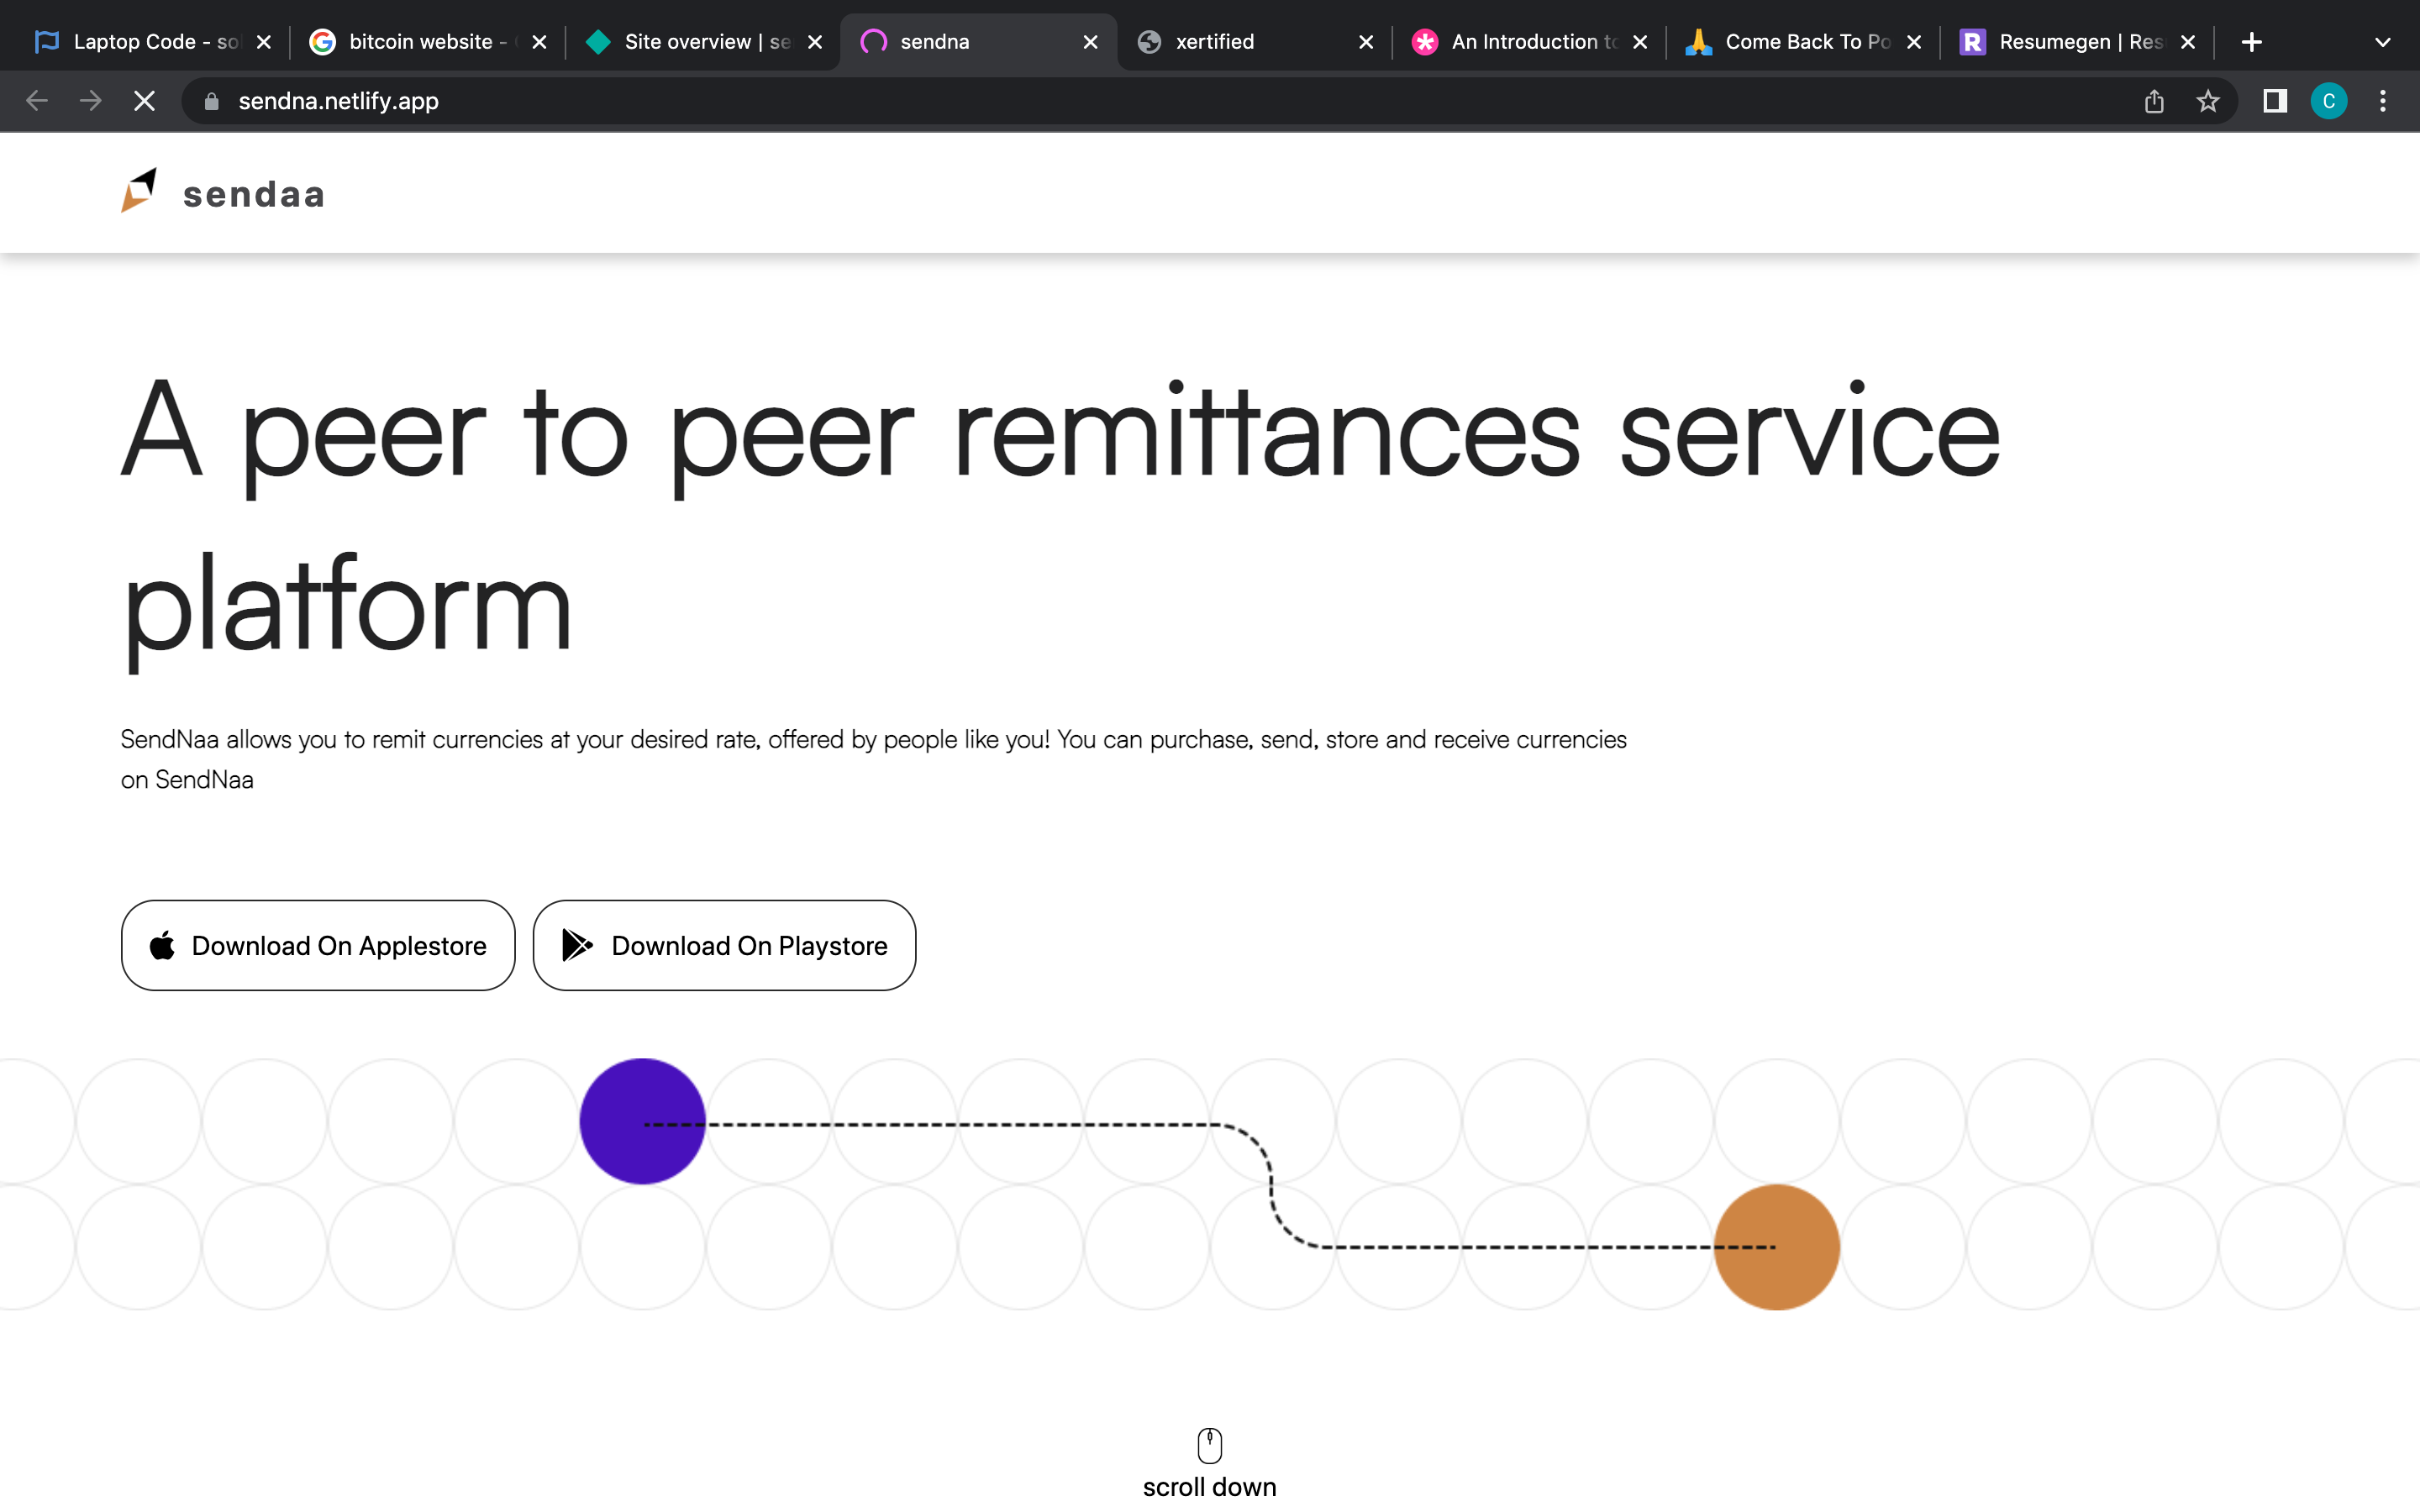 Laptop Code - so
bitcoin website -
Site overview | se
sendna
xertified
An Introduction to
Come Back To Po
Resumegen | Res
sendna.netlify.app
C
sendaa
A peer to peer remittances service
platform
SendNaa allows you to remit currencies at your desired rate, offered by people like you! You can purchase, send, store and receive currencies
on SendNaa
Download On Applestore
Download On Playstore
scroll down